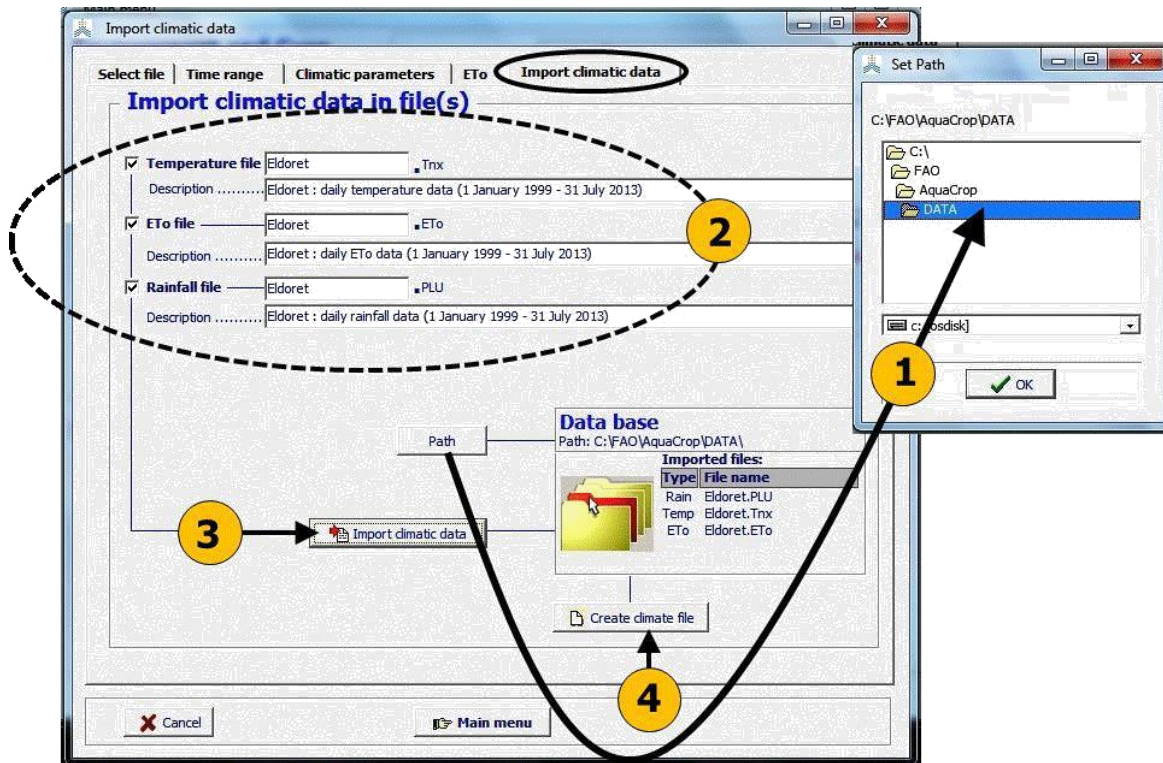 Main menu
Import climatic data
Select file | Time range | Climatic parameters | ETo | Import climatic data
Import climatic data in file(s)
Temperature file Eldoret .Tnx
Description .......... Eldoret : daily temperature data (1 January 1999 - 31 July 2013)
ETo file Eldoret .ETo
Description .......... Eldoret : daily ETo data (1 January 1999 - 31 July 2013)
Rainfall file Eldoret .PLU
Description .......... Eldoret : daily rainfall data (1 January 1999 - 31 July 2013)
2
Path
Data base
Path: C:\FAO\AquaCrop\DATA\
Imported files:
Type File name
Rain Eldoret.PLU
Temp Eldoret.Tnx
ETo Eldoret.ETo
3
Import climatic data
Create climate file
4
Cancel
Main menu
Set Path
C:\FAO\AquaCrop\DATA
C:\
FAO
AquaCrop
DATA
c: osdisk]
1
OK